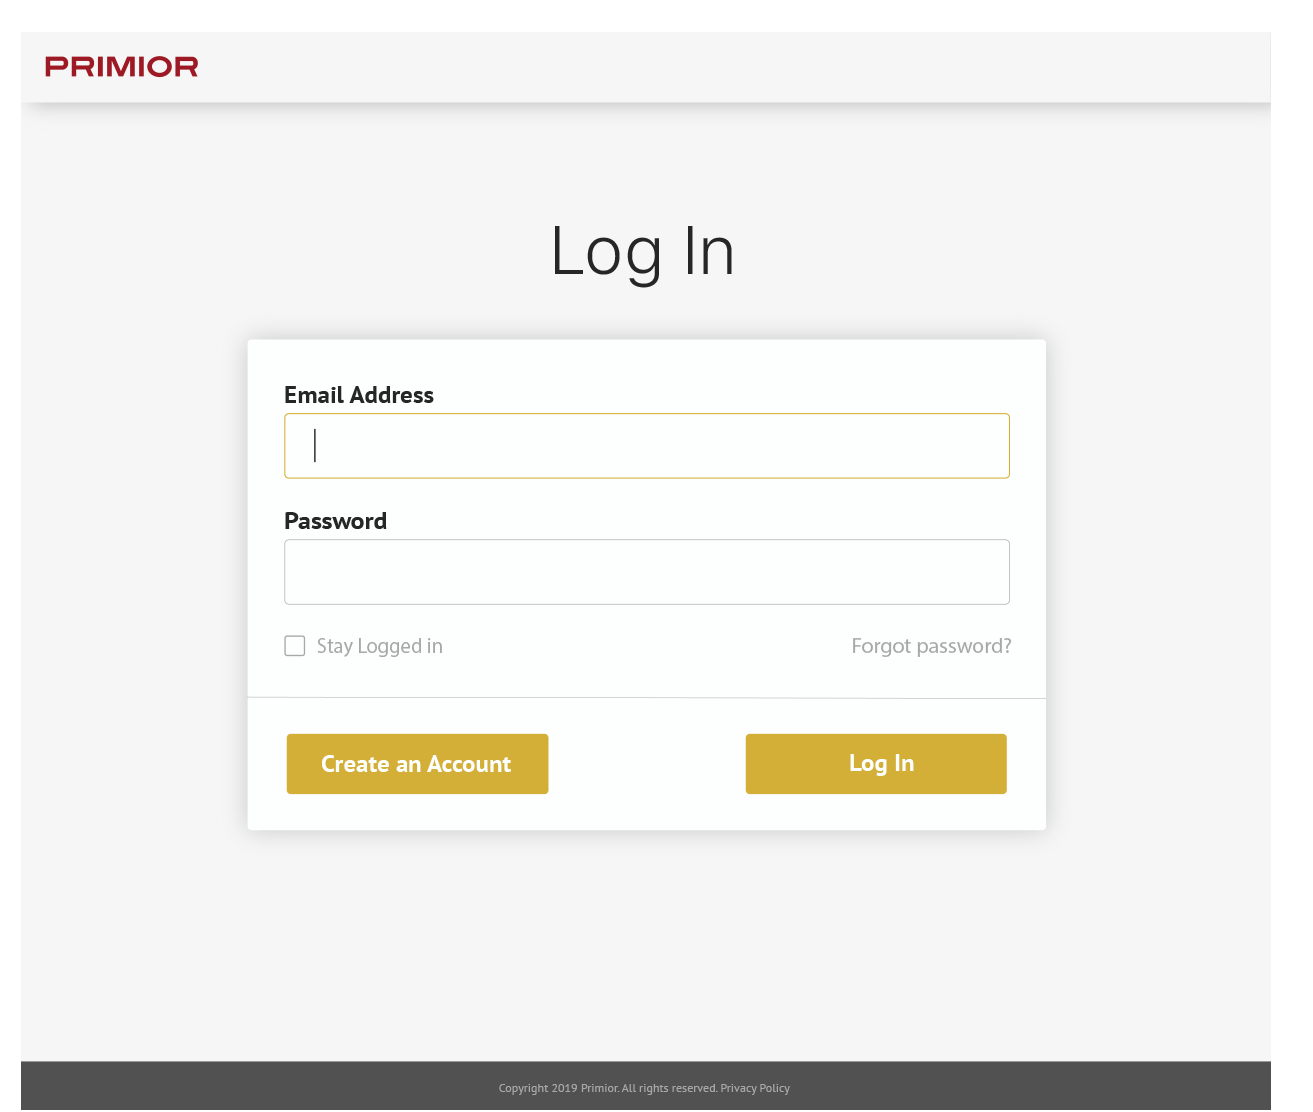 PRIMIOR
Log In
Email Address
Password
Stay Logged in
Forgot password?
Create an Account
Log In
Copyright 2019 Primior. All rights reserved. Privacy Policy